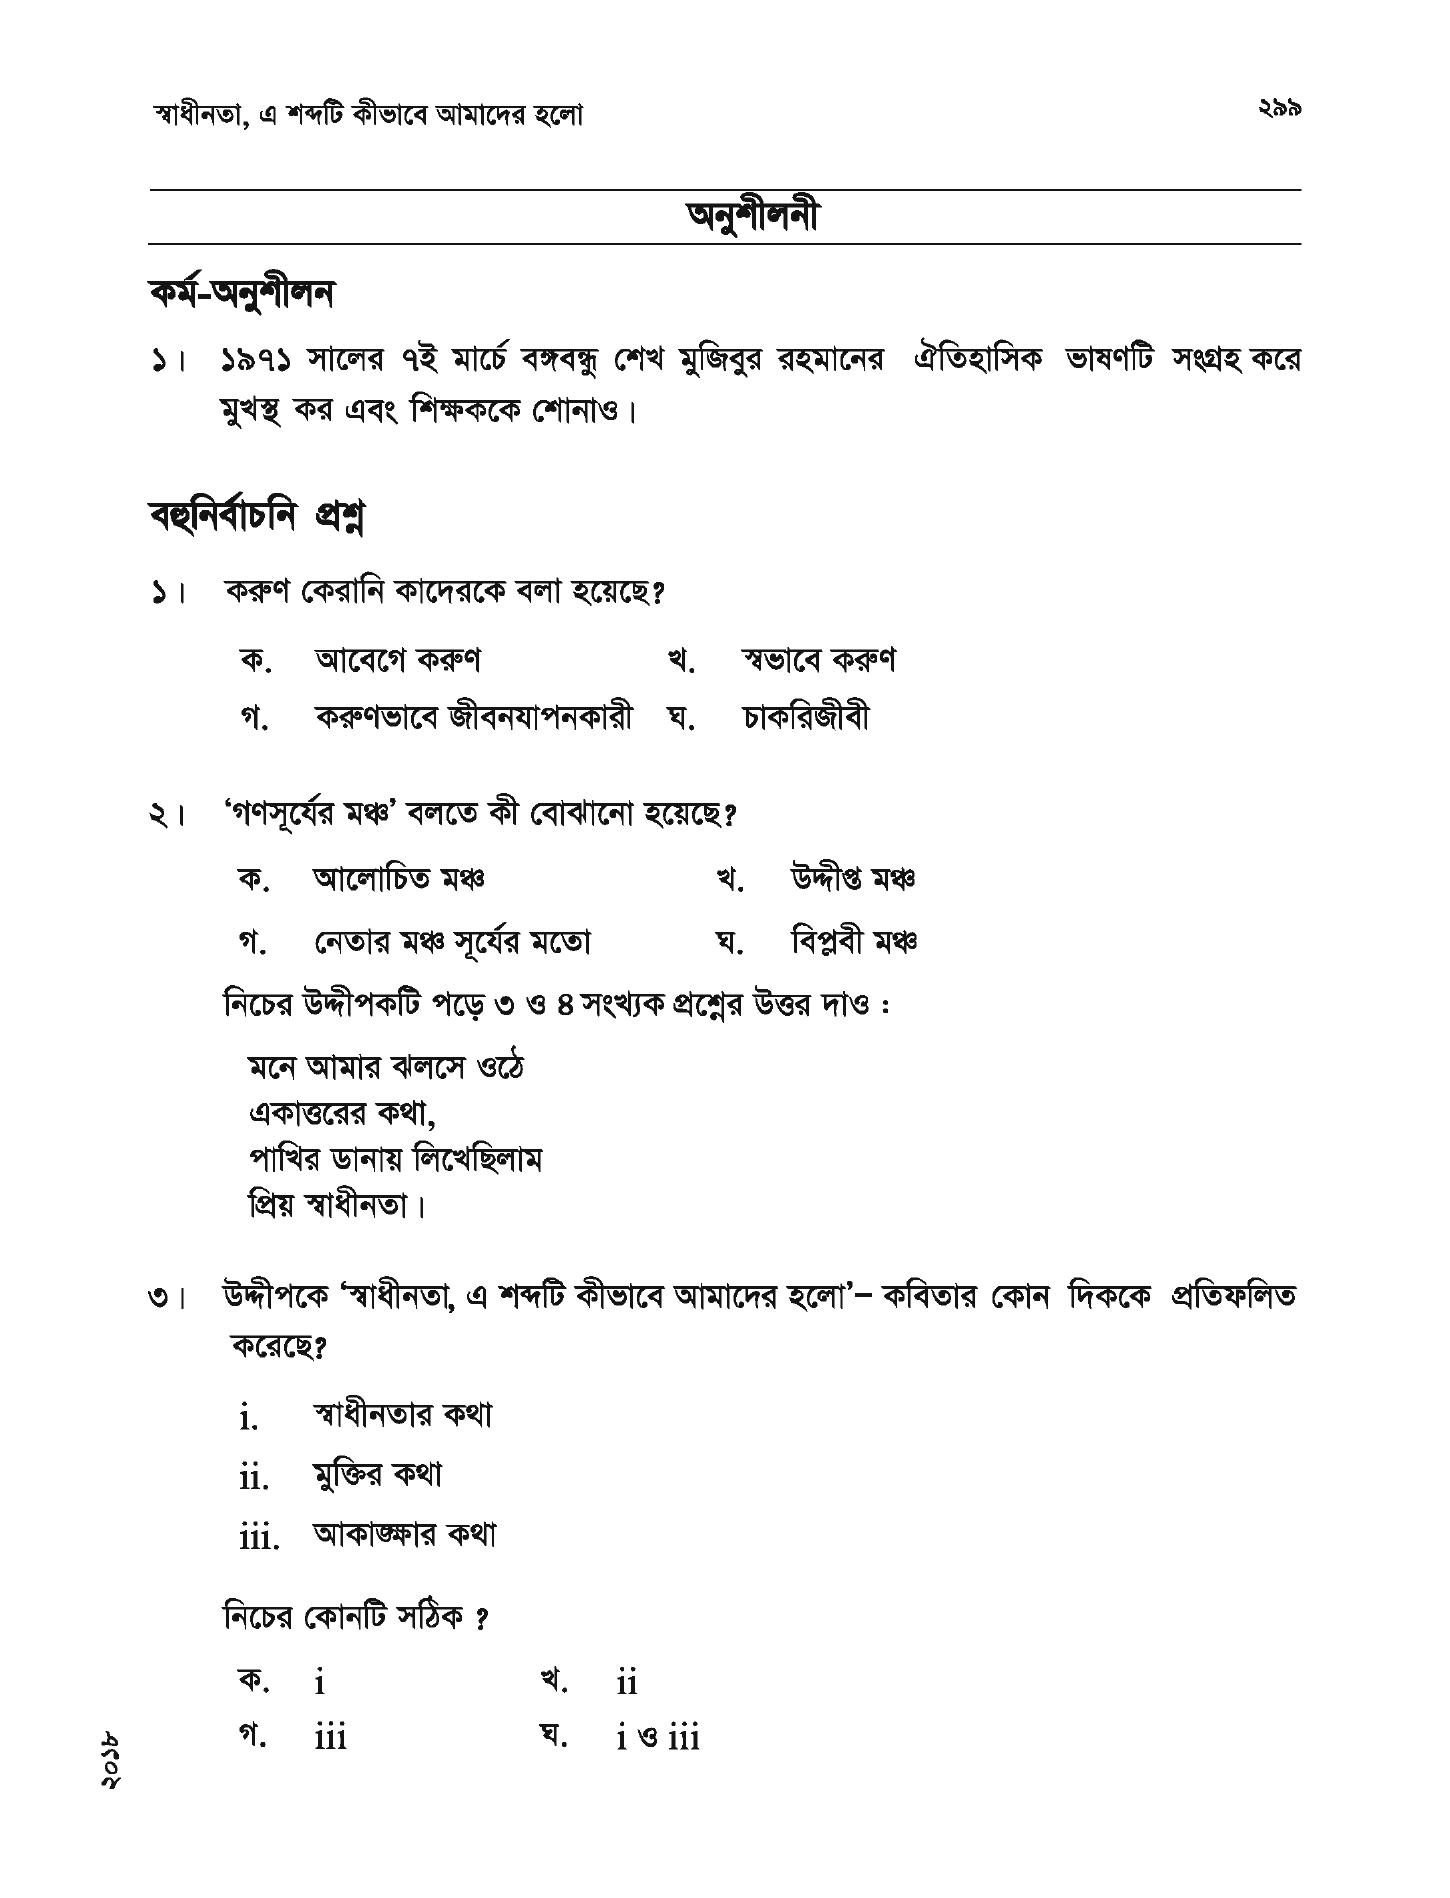 স্বাধীনতা, এ শব্দটি কীভাবে আমাদের হলো ২৯৯
অনুশীলনী
কর্ম-অনুশীলন
১। ১৯৭১ সালের ৭ই মার্চে বঙ্গবন্ধু শেখ মুজিবুর রহমানের ঐতিহাসিক ভাষণটি সংগ্রহ করে
মুখস্থ কর এবং শিক্ষককে শোনাও।
বহুনির্বাচনি প্রশ্ন
১। করুণ কেরানি কাদেরকে বলা হয়েছে?
ক. আবেগে করুণ খ. স্বভাবে করুণ
গ. করুণভাবে জীবনযাপনকারী ঘ. চাকরিজীবী
২। ‘গণসূর্যের মঞ্চ’ বলতে কী বোঝানো হয়েছে?
ক. আলোচিত মঞ্চ খ. উদ্দীপ্ত মঞ্চ
গ. নেতার মঞ্চ সূর্যের মতো ঘ. বিপ্লবী মঞ্চ
নিচের উদ্দীপকটি পড়ে ৩ ও ৪ সংখ্যক প্রশ্নের উত্তর দাও :
মনে আমার ঝলসে ওঠে
একাত্তরের কথা,
পাখির ডানায় লিখেছিলাম
প্রিয় স্বাধীনতা।
৩। উদ্দীপকে ‘স্বাধীনতা, এ শব্দটি কীভাবে আমাদের হলো’– কবিতার কোন দিককে প্রতিফলিত
করেছে?
i. স্বাধীনতার কথা
ii. মুক্তির কথা
iii. আকাঙ্ক্ষার কথা
নিচের কোনটি সঠিক ?
ক. i খ. ii
গ. iii ঘ. i ও iii
২০১৮